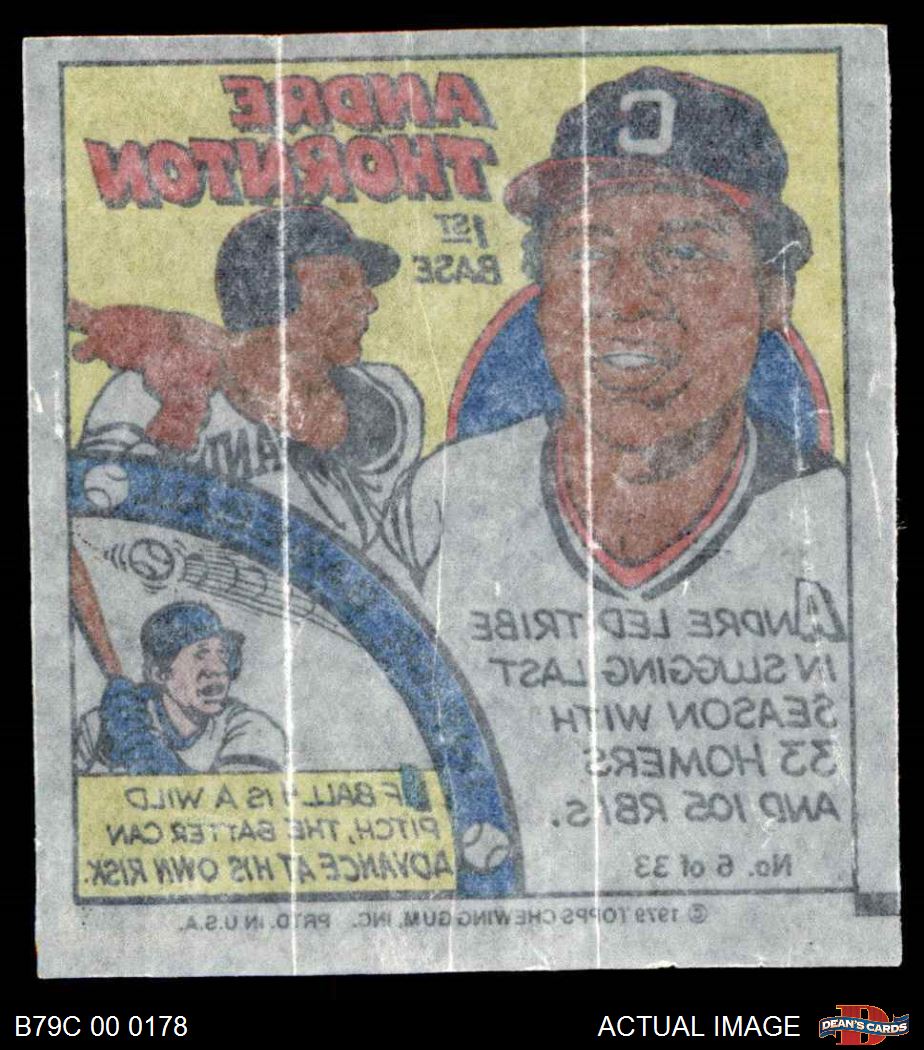 ANDRE
THORNTON
1ST
BASE
C
ANDRE LED TRIBE
IN SLUGGING LAST
SEASON WITH
33 HOMERS
AND 105 RBI'S.
No. 6 of 33
IF BALL 4 IS A WILD
PITCH, THE BATTER CAN
ADVANCE AT HIS OWN RISK.
© 1979 TOPPS CHEWING GUM, INC. PRTD. IN U.S.A.
B79C 00 0178
ACTUAL IMAGE
DEAN'S CARDS